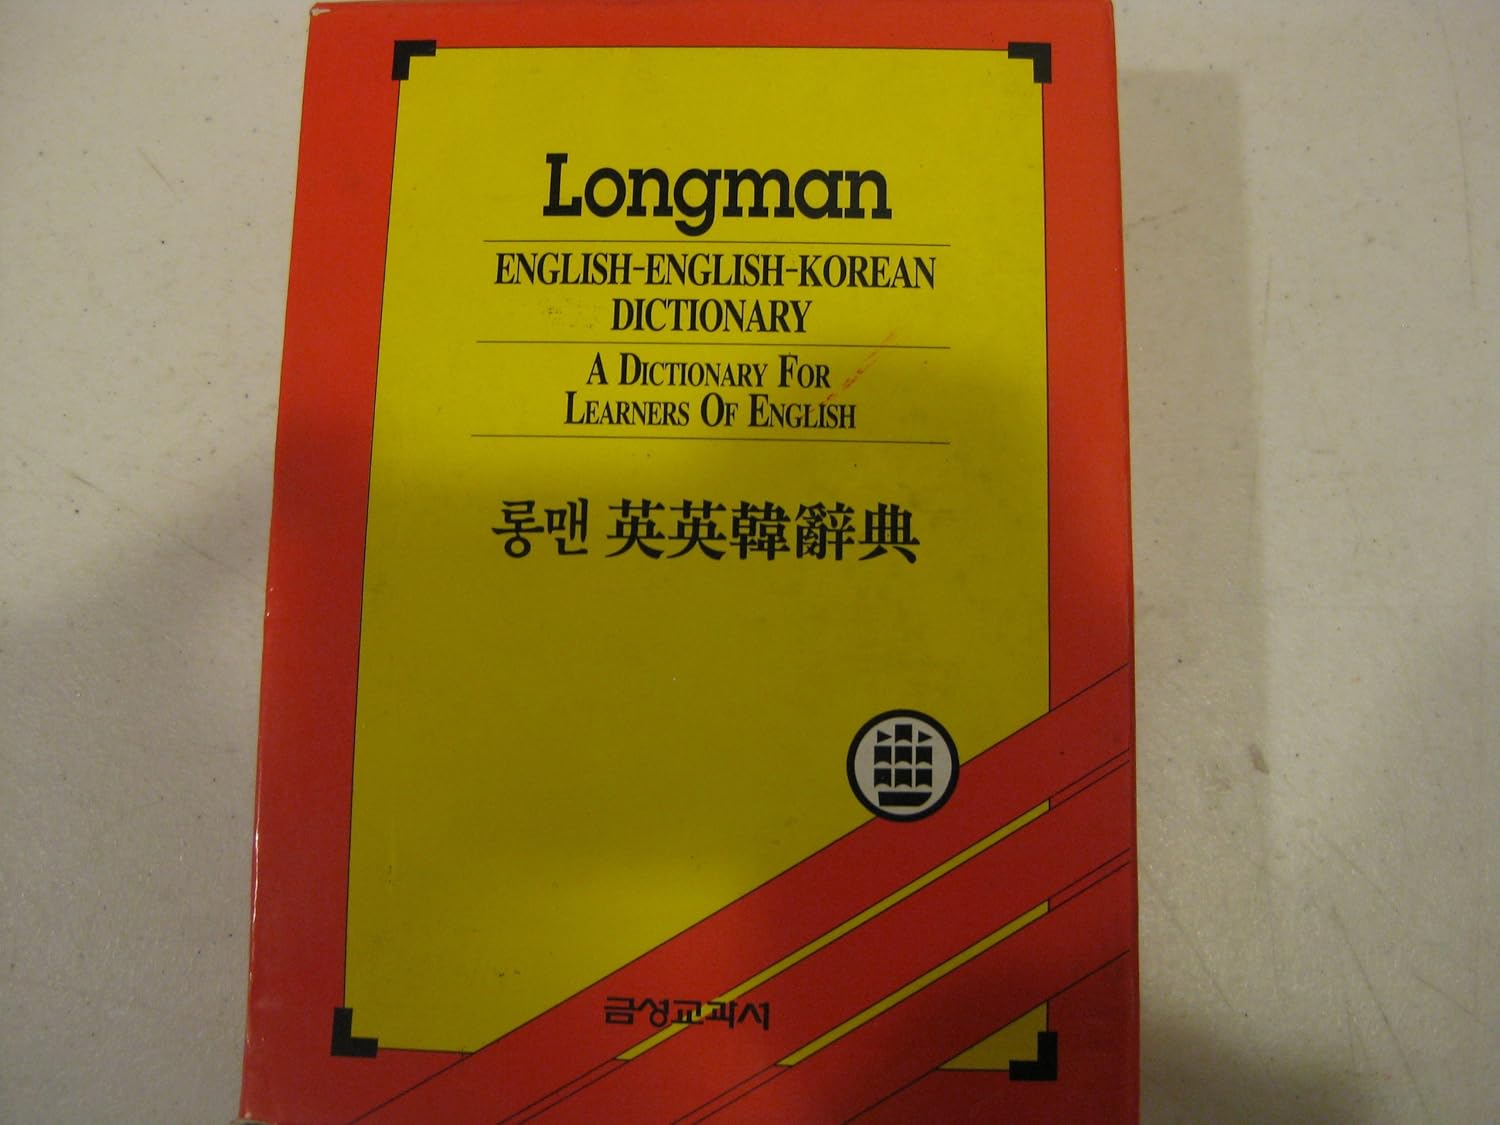 Longman
ENGLISH-ENGLISH-KOREAN
DICTIONARY
A DICTIONARY FOR
LEARNERS OF ENGLISH
롱맨 英英韓辭典
금성교과서